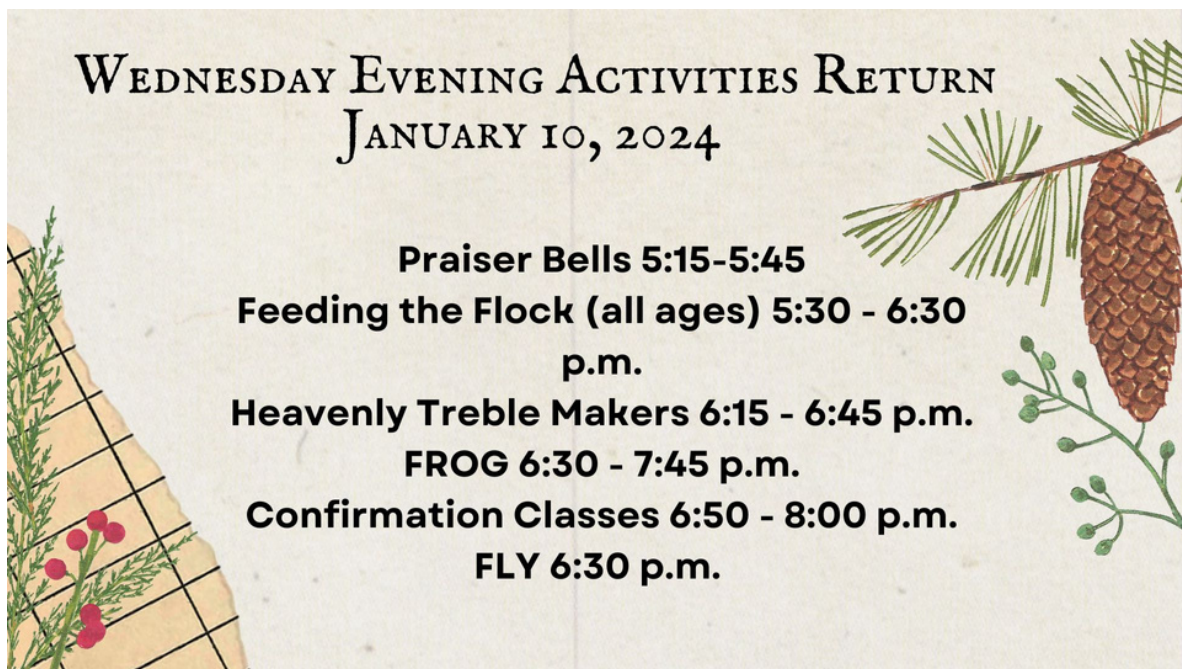 Wednesday Evening Activities Return
January 10, 2024
Praiser Bells 5:15-5:45
Feeding the Flock (all ages) 5:30 - 6:30
p.m.
Heavenly Treble Makers 6:15 - 6:45 p.m.
FROG 6:30 - 7:45 p.m.
Confirmation Classes 6:50 - 8:00 p.m.
FLY 6:30 p.m.